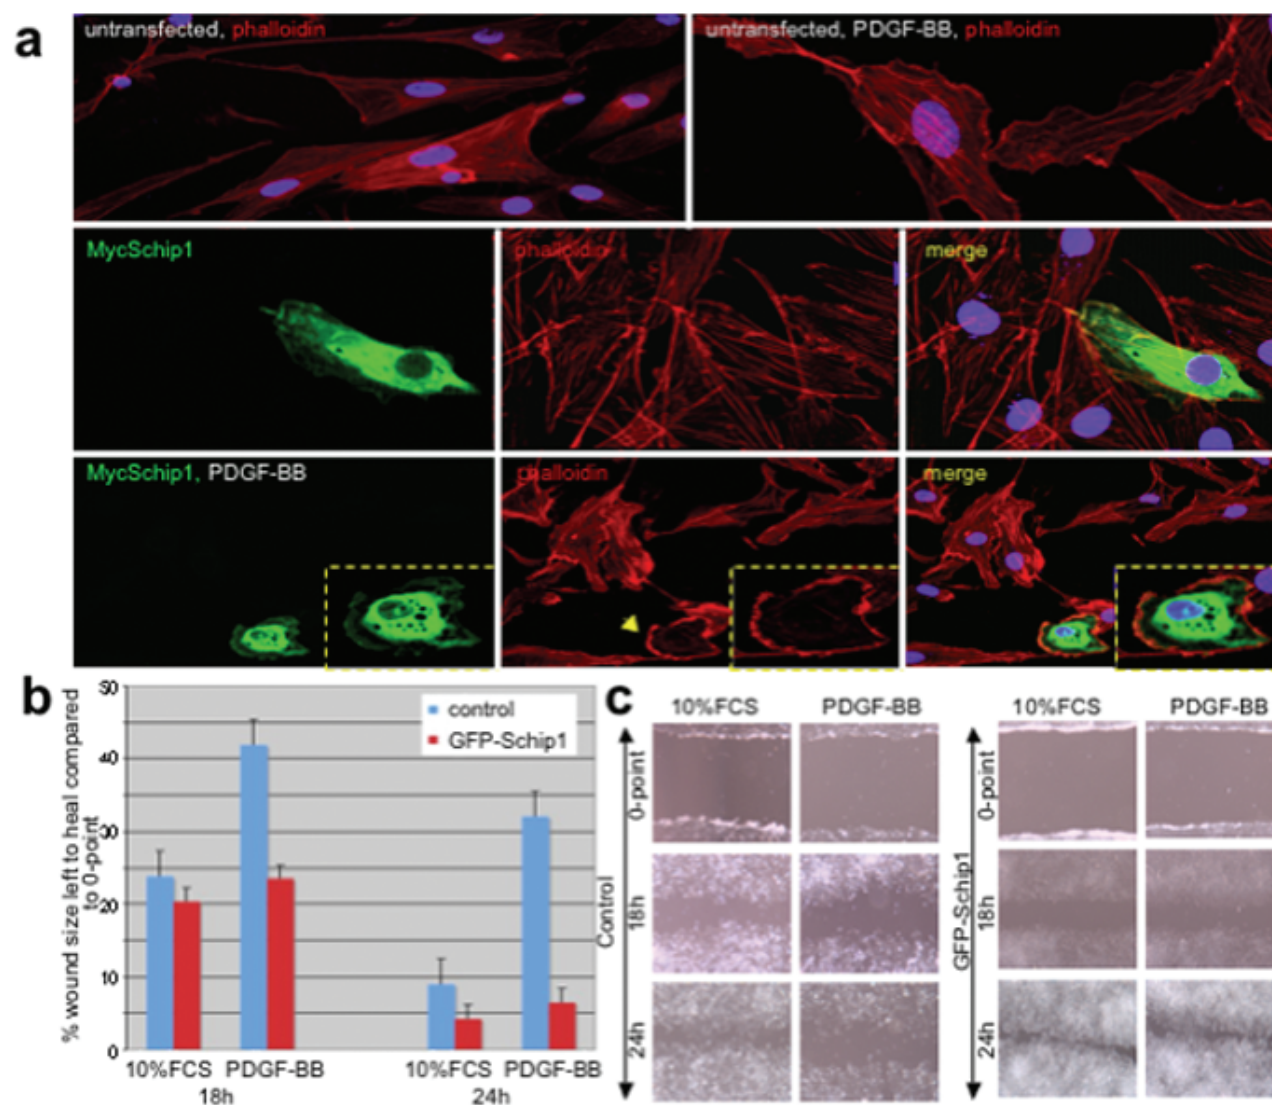 a
untransfected, phalloidin
untransfected, PDGF-BB, phalloidin
MycSchip1
phalloidin
merge
MycSchip1, PDGF-BB
phalloidin
merge
b
% wound size left to heal compared
to 0-point
50
40
30
20
10
0
control
GFP-Schip1
10%FCS PDGF-BB
18h
10%FCS PDGF-BB
24h
c
10%FCS PDGF-BB
Control
0-point
18h
24h
10%FCS PDGF-BB
GFP-Schip1
0-point
18h
24h